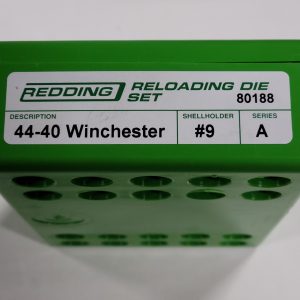 REDDING RELOADING DIE
SET 80188
DESCRIPTION SHELLHOLDER SERIES
44-40 Winchester #9 A